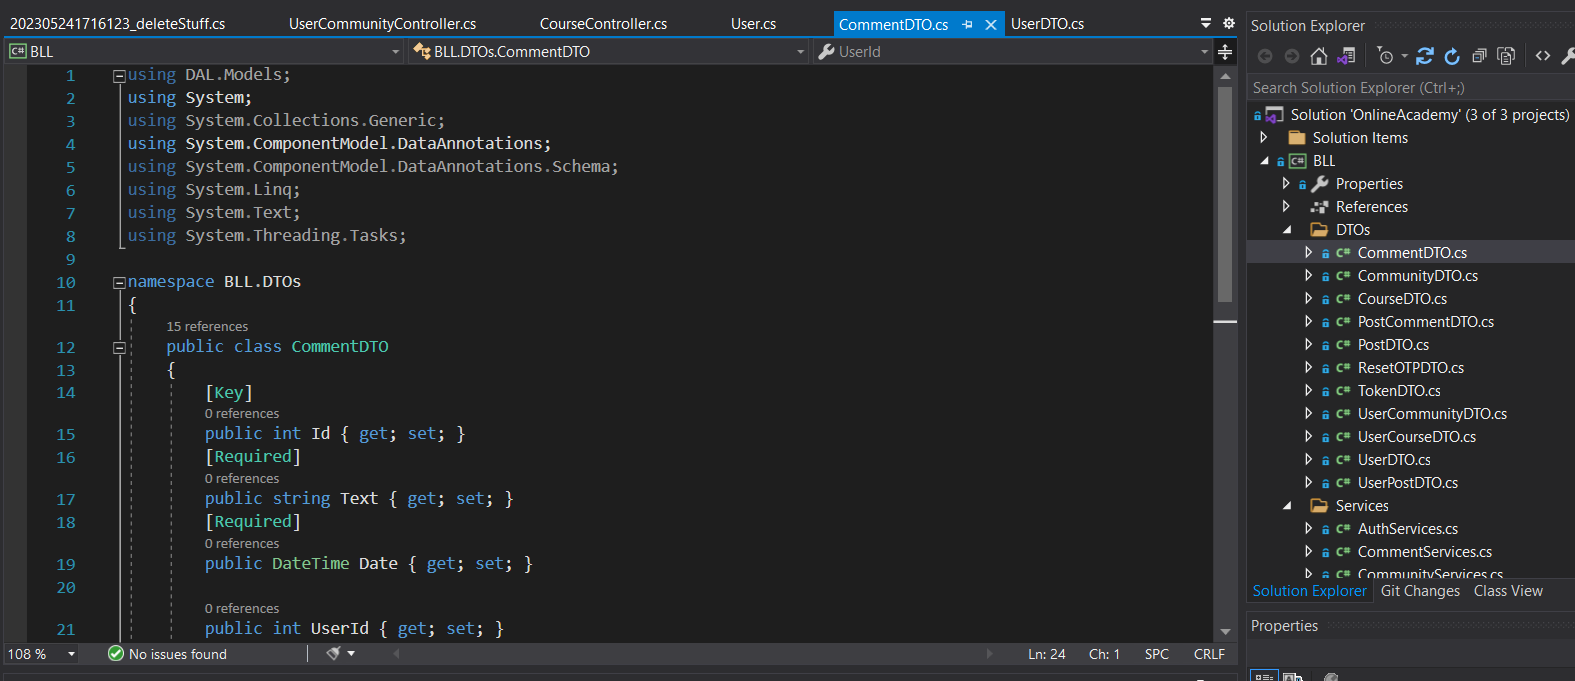 202305241716123_deleteStuff.cs UserCommunityController.cs CourseController.cs User.cs CommentDTO.cs UserDTO.cs
C# BLL BLL.DTOs.CommentDTO UserId
1 using DAL.Models;
2 using System;
3 using System.Collections.Generic;
4 using System.ComponentModel.DataAnnotations;
5 using System.ComponentModel.DataAnnotations.Schema;
6 using System.Linq;
7 using System.Text;
8 using System.Threading.Tasks;
9
10 namespace BLL.DTOs
11 {
15 references
12 public class CommentDTO
13 {
14 [Key]
0 references
15 public int Id { get; set; }
16 [Required]
0 references
17 public string Text { get; set; }
18 [Required]
0 references
19 public DateTime Date { get; set; }
20
0 references
21 public int UserId { get; set; }
108 % No issues found Ln: 24 Ch: 1 SPC CRLF
Solution Explorer
Search Solution Explorer (Ctrl+;)
Solution 'OnlineAcademy' (3 of 3 projects)
Solution Items
C# BLL
Properties
References
DTOs
C# CommentDTO.cs
C# CommunityDTO.cs
C# CourseDTO.cs
C# PostCommentDTO.cs
C# PostDTO.cs
C# ResetOTPDTO.cs
C# TokenDTO.cs
C# UserCommunityDTO.cs
C# UserCourseDTO.cs
C# UserDTO.cs
C# UserPostDTO.cs
Services
C# AuthServices.cs
C# CommentServices.cs
C# CommunityServices.cs
Solution Explorer Git Changes Class View
Properties